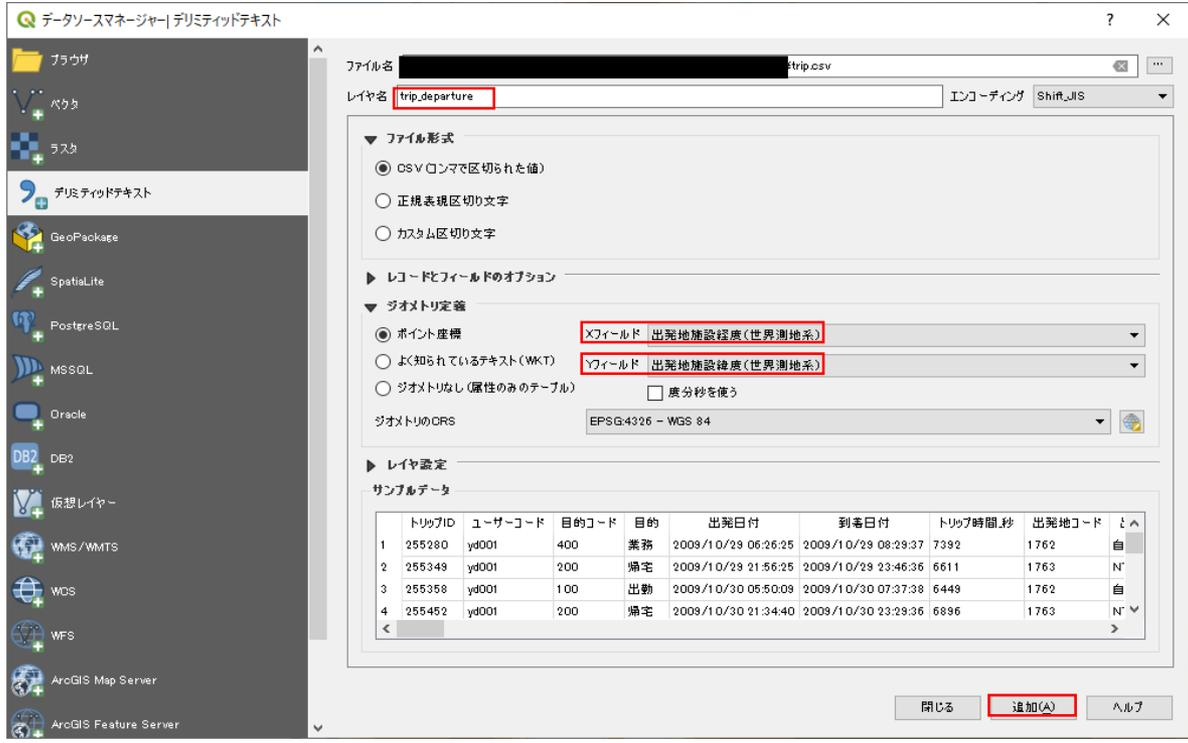 データソースマネージャー| デリミティッドテキスト
? ×
ブラウザ
ベクタ
ラスタ
デリミティッドテキスト
GeoPackage
SpatiaLite
PostgreSQL
MSSQL
Oracle
DB2 DB2
仮想レイヤー
WMS/WMTS
WCS
WFS
ArcGIS Map Server
ArcGIS Feature Server
ファイル名 ¥trip.csv ...
レイヤ名 trip_departure エンコーディング Shift_JIS
ファイル形式
CSV(コンマで区切られた値)
正規表現区切り文字
カスタム区切り文字
レコードとフィールドのオプション
ジオメトリ定義
ポイント座標 Xフィールド 出発地施設経度(世界測地系)
よく知られているテキスト(WKT) Yフィールド 出発地施設緯度(世界測地系)
ジオメトリなし(属性のみのテーブル) 度分秒を使う
ジオメトリのCRS EPSG:4326 - WGS 84
レイヤ設定
サンプルデータ
トリップID ユーザーコード 目的コード 目的 出発日付 到着日付 トリップ時間_秒 出発地コード
1 255280 yd001 400 業務 2009/10/29 06:26:25 2009/10/29 08:29:37 7392 1762 自
2 255349 yd001 200 帰宅 2009/10/29 21:56:25 2009/10/29 23:46:36 6611 1763
3 255358 yd001 100 出勤 2009/10/30 05:50:09 2009/10/30 07:37:38 6449 1762 自
4 255452 yd001 200 帰宅 2009/10/30 21:34:40 2009/10/30 23:29:36 6896 1763
閉じる 追加(A) ヘルプ